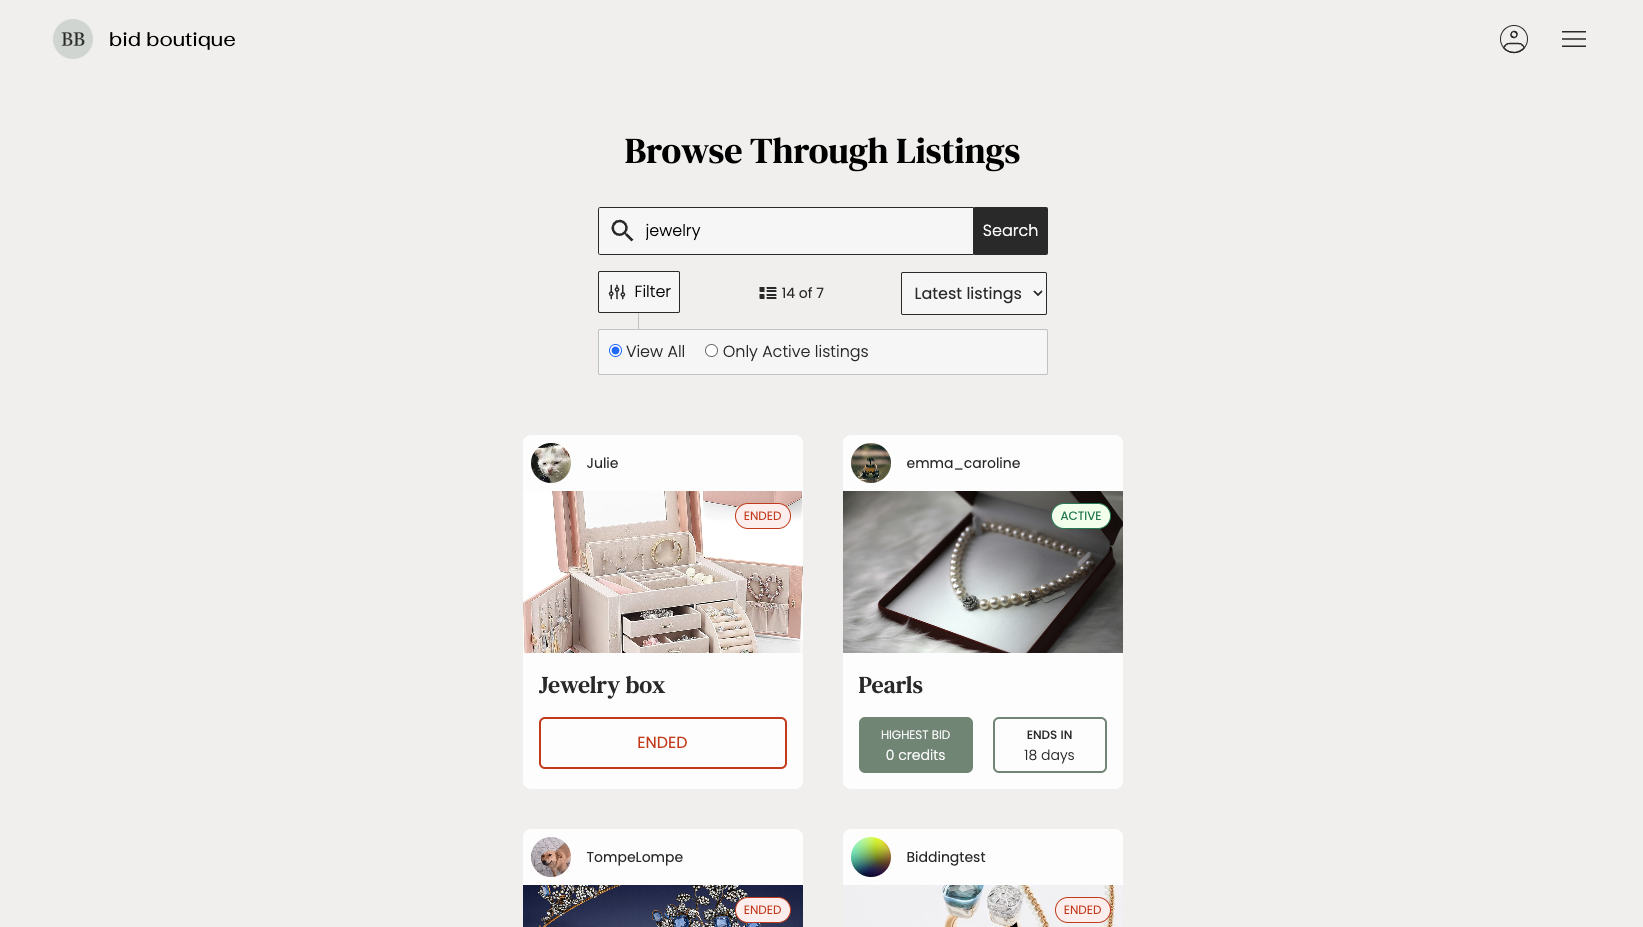 BB bid boutique
Browse Through Listings
jewelry Search
Filter 14 of 7 Latest listings
View All Only Active listings
Julie
ENDED
Jewelry box
ENDED
emma_caroline
ACTIVE
Pearls
HIGHEST BID
0 credits
ENDS IN
18 days
TompeLompe
ENDED
Biddingtest
ENDED